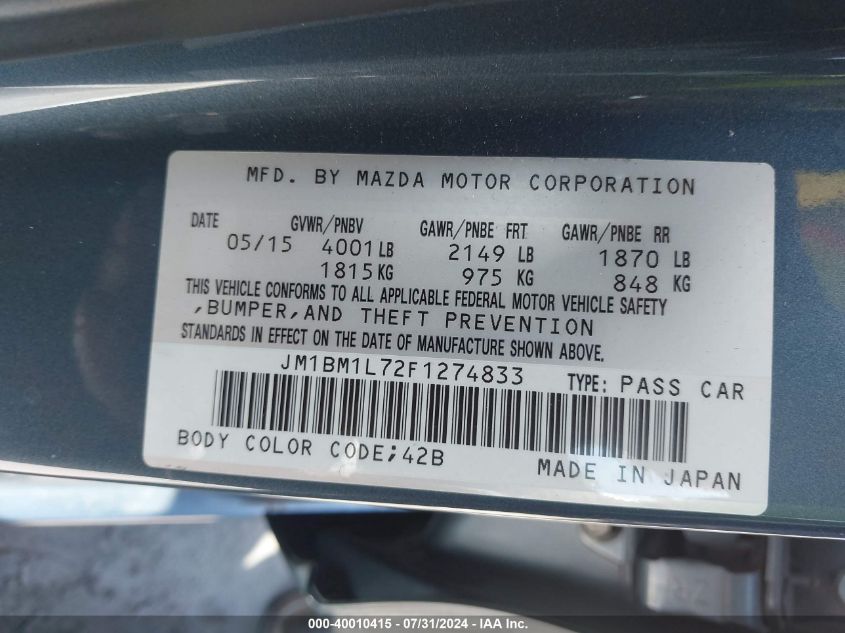 MFD. BY MAZDA MOTOR CORPORATION
DATE GVWR/PNBV GAWR/PNBE FRT GAWR/PNBE RR
05/15 4001 LB 2149 LB 1870 LB
1815 KG 975 KG 848 KG
THIS VEHICLE CONFORMS TO ALL APPLICABLE FEDERAL MOTOR VEHICLE SAFETY
,BUMPER,AND THEFT PREVENTION
STANDARDS IN EFFECT ON THE DATE OF MANUFACTURE SHOWN ABOVE.
JM1BM1L72F1274833 TYPE: PASS CAR
BODY COLOR CODE;42B
MADE IN JAPAN
000-40010415 - 07/31/2024 - IAA Inc.